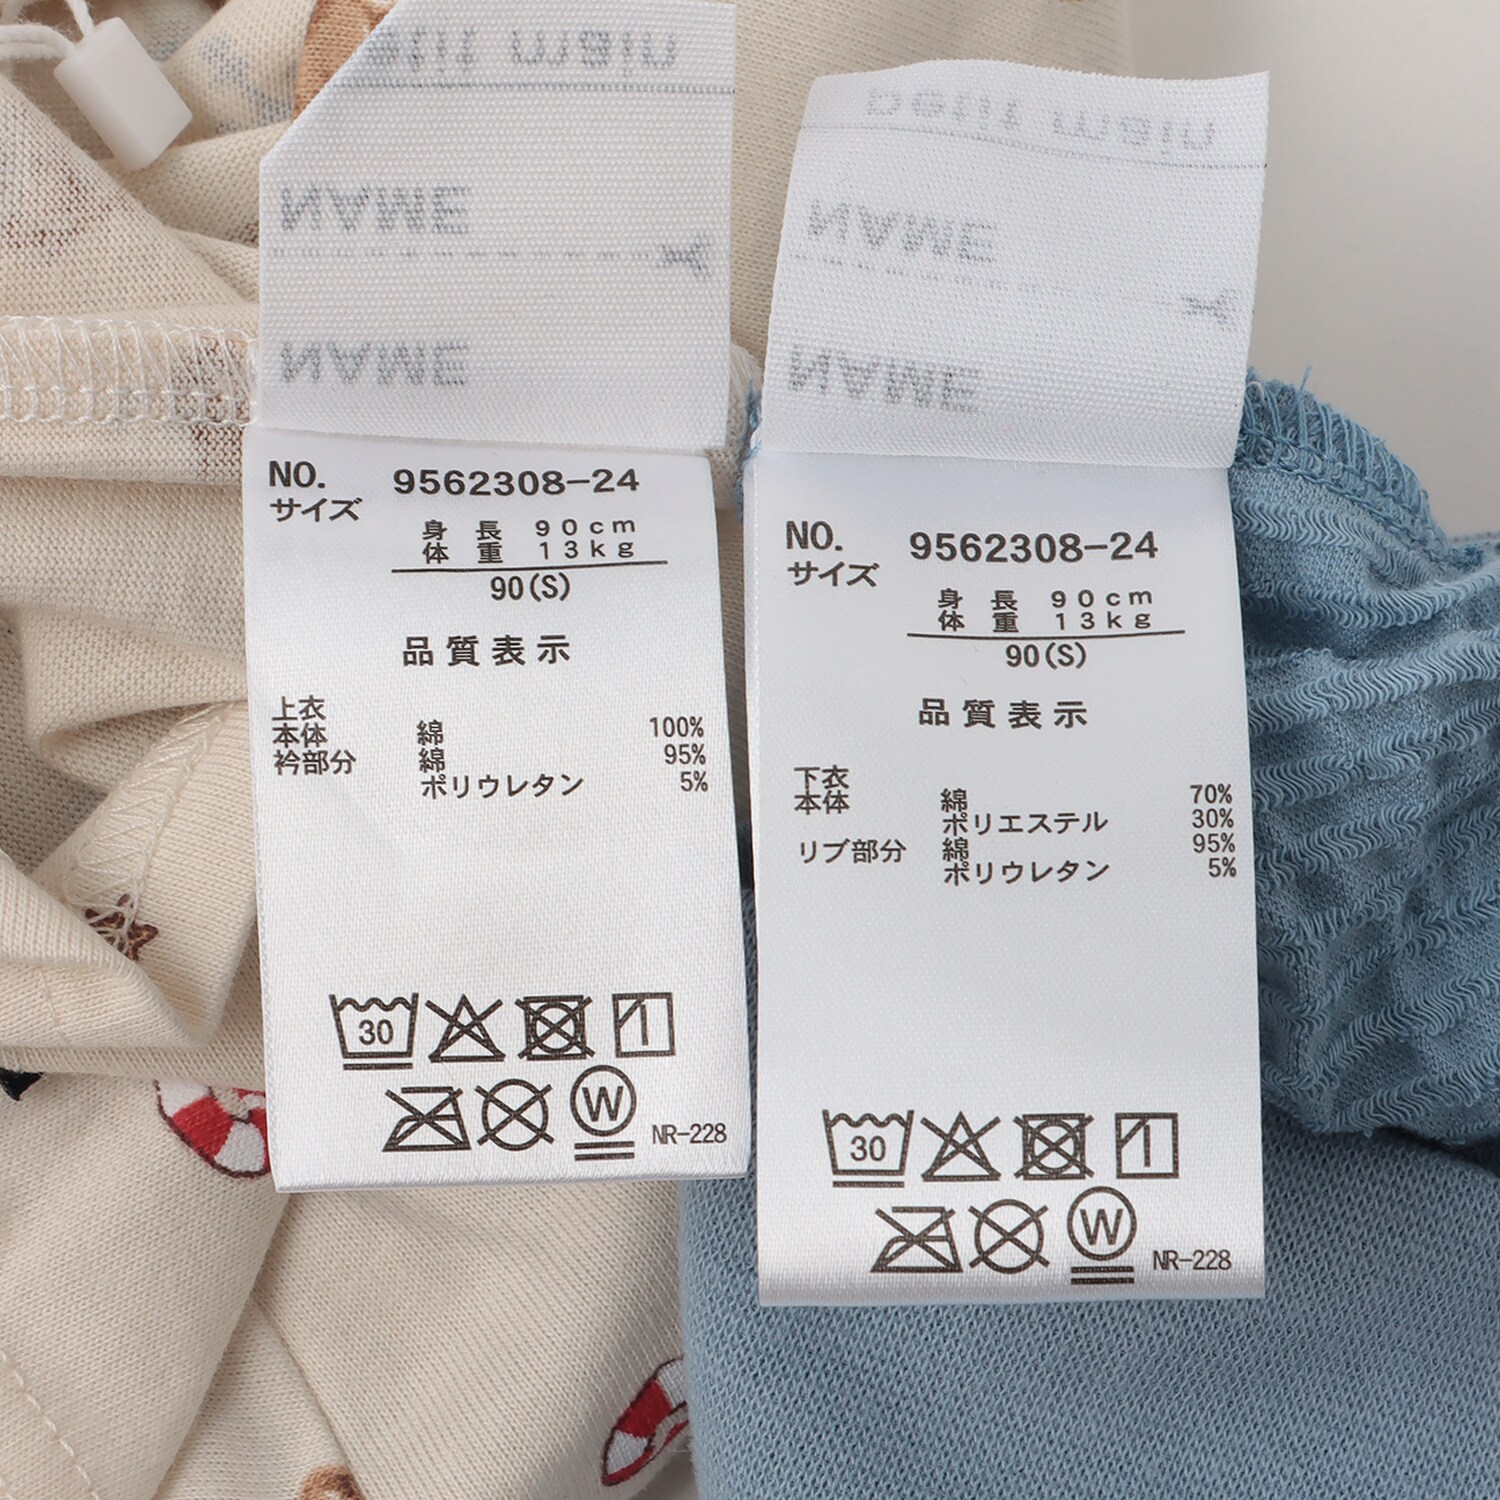 petit main
NAME
NAME
NO. 9562308-24
サイズ
身長 90cm
体重 13kg
90(S)
品質表示
上衣
本体 綿 100%
衿部分 綿 95%
ポリウレタン 5%
30
W NR-228
petit main
NAME
NAME
NO. 9562308-24
サイズ
身長 90cm
体重 13kg
90(S)
品質表示
下衣
本体 綿 70%
ポリエステル 30%
リブ部分 綿 95%
ポリウレタン 5%
30
W NR-228